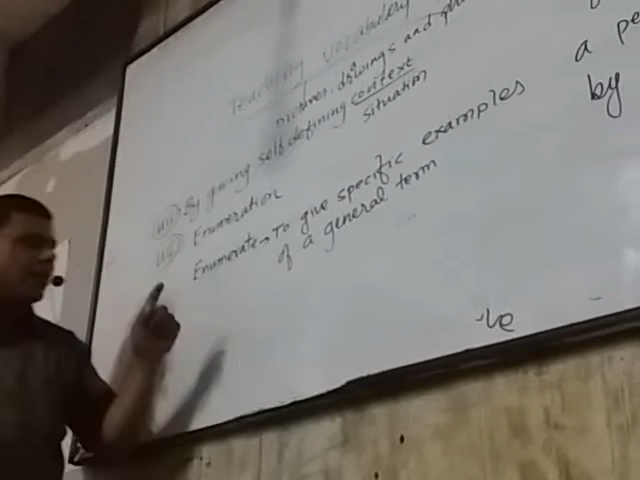 Teaching Vocabulary
pictures, drawings and
(iii) By giving self defining context
situation
(iv) Enumeration
Enumerate → To give specific examples
of a general term
a pe
by
-ve